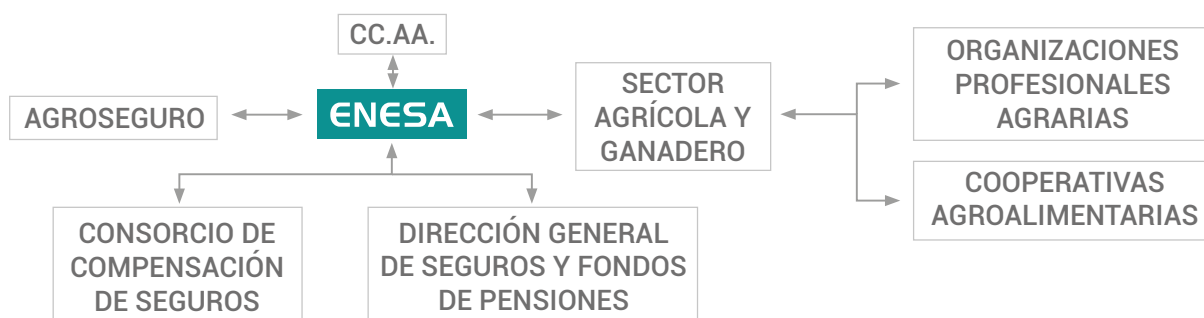 CC.AA.
AGROSEGURO
ENESA
SECTOR
AGRÍCOLA Y
GANADERO
ORGANIZACIONES
PROFESIONALES
AGRARIAS
COOPERATIVAS
AGROALIMENTARIAS
CONSORCIO DE
COMPENSACIÓN
DE SEGUROS
DIRECCIÓN GENERAL
DE SEGUROS Y FONDOS
DE PENSIONES